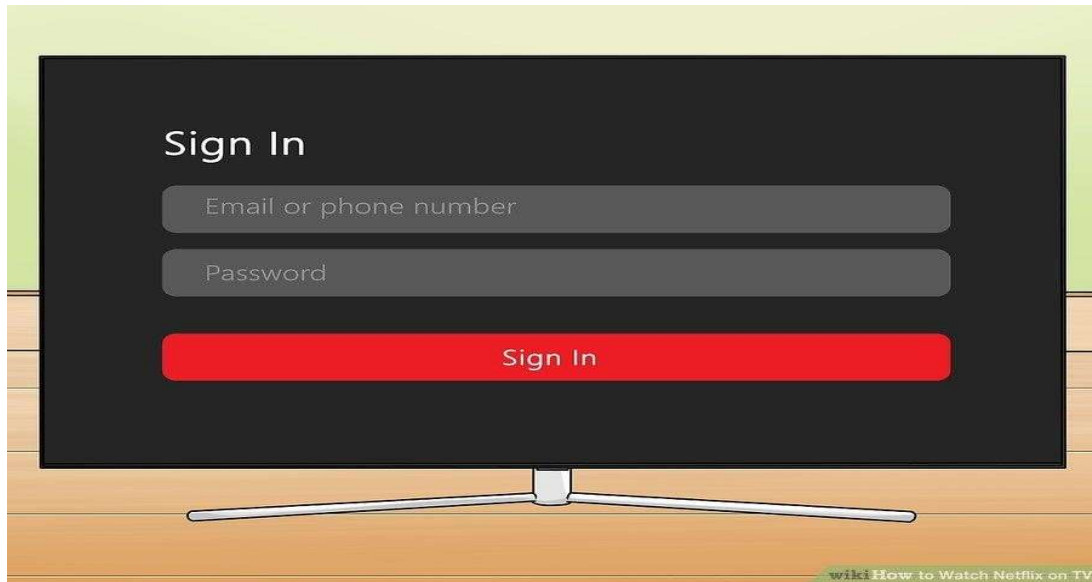 Sign In
Email or phone number
Password
Sign In
wikiHow to Watch Netflix on TV